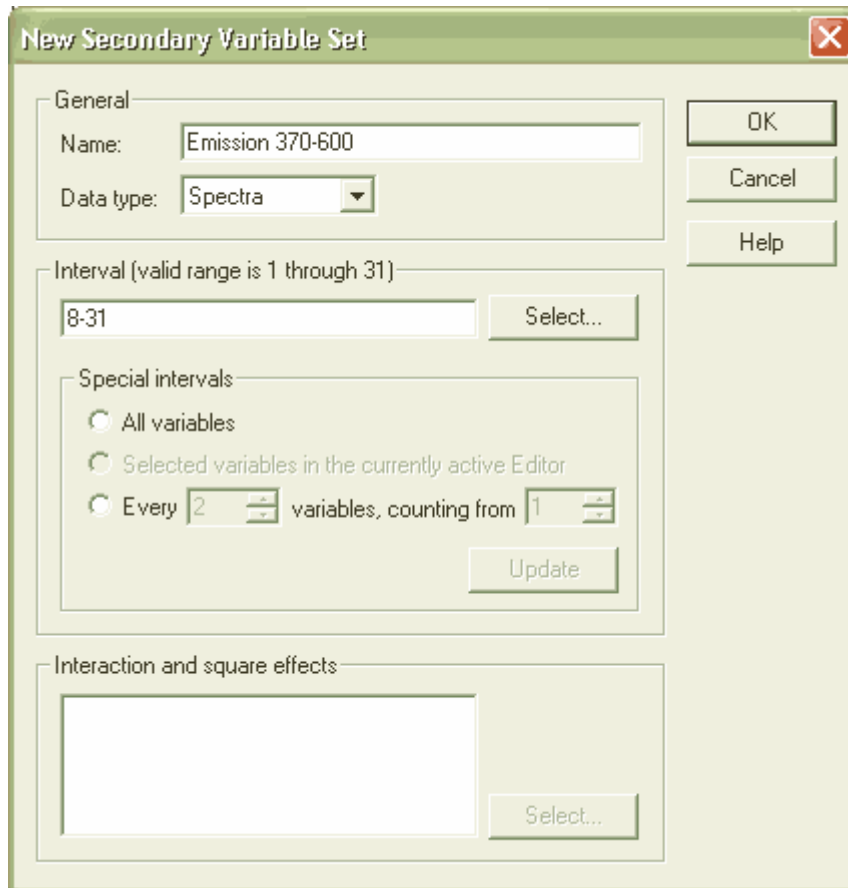 New Secondary Variable Set
General
Name: Emission 370-600
Data type: Spectra
OK
Cancel
Help
Interval (valid range is 1 through 31)
8-31 Select...
Special intervals
All variables
Selected variables in the currently active Editor
Every 2 variables, counting from 1
Update
Interaction and square effects
Select...